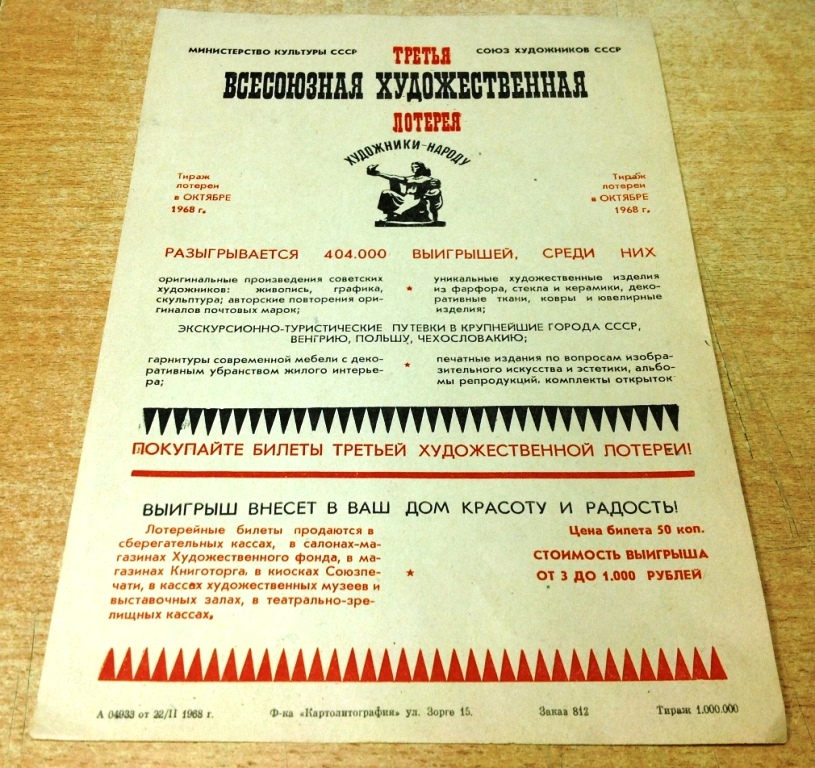 МИНИСТЕРСТВО КУЛЬТУРЫ СССР
СОЮЗ ХУДОЖНИКОВ СССР
ТРЕТЬЯ
ВСЕСОЮЗНАЯ ХУДОЖЕСТВЕННАЯ
ЛОТЕРЕЯ
ХУДОЖНИКИ-НАРОДУ
Тираж
лотереи
в ОКТЯБРЕ
1968 г.
Тираж
лотереи
в ОКТЯБРЕ
1968 г.
РАЗЫГРЫВАЕТСЯ 404.000 ВЫИГРЫШЕЙ, СРЕДИ НИХ
оригинальные произведения советских
художников: живопись, графика,
скульптура; авторские повторения ори-
гиналов почтовых марок;
уникальные художественные изделия
из фарфора, стекла и керамики, деко-
ративные ткани, ковры и ювелирные
изделия;
ЭКСКУРСИОННО-ТУРИСТИЧЕСКИЕ ПУТЕВКИ В КРУПНЕЙШИЕ ГОРОДА СССР,
ВЕНГРИЮ, ПОЛЬШУ, ЧЕХОСЛОВАКИЮ;
гарнитуры современной мебели с деко-
ративным убранством жилого интерье-
ра;
печатные издания по вопросам изобра-
зительного искусства и эстетики, альбо-
мы репродукций, комплекты открыток
ПОКУПАЙТЕ БИЛЕТЫ ТРЕТЬЕЙ ХУДОЖЕСТВЕННОЙ ЛОТЕРЕИ!
ВЫИГРЫШ ВНЕСЕТ В ВАШ ДОМ КРАСОТУ И РАДОСТЬ!
Лотерейные билеты продаются в
сберегательных кассах, в салонах-ма-
газинах Художественного фонда, в ма-
газинах Книготорга, в киосках Союзпе-
чати, в кассах художественных музеев и
выставочных залах, в театрально-зре-
лищных кассах.
Цена билета 50 коп.
СТОИМОСТЬ ВЫИГРЫША
ОТ 3 ДО 1.000 РУБЛЕЙ
А 04933 от 22/II 1968 г. Ф-ка «Картолитография» ул. Зорге 15. Заказ 812 Тираж 1.000.000